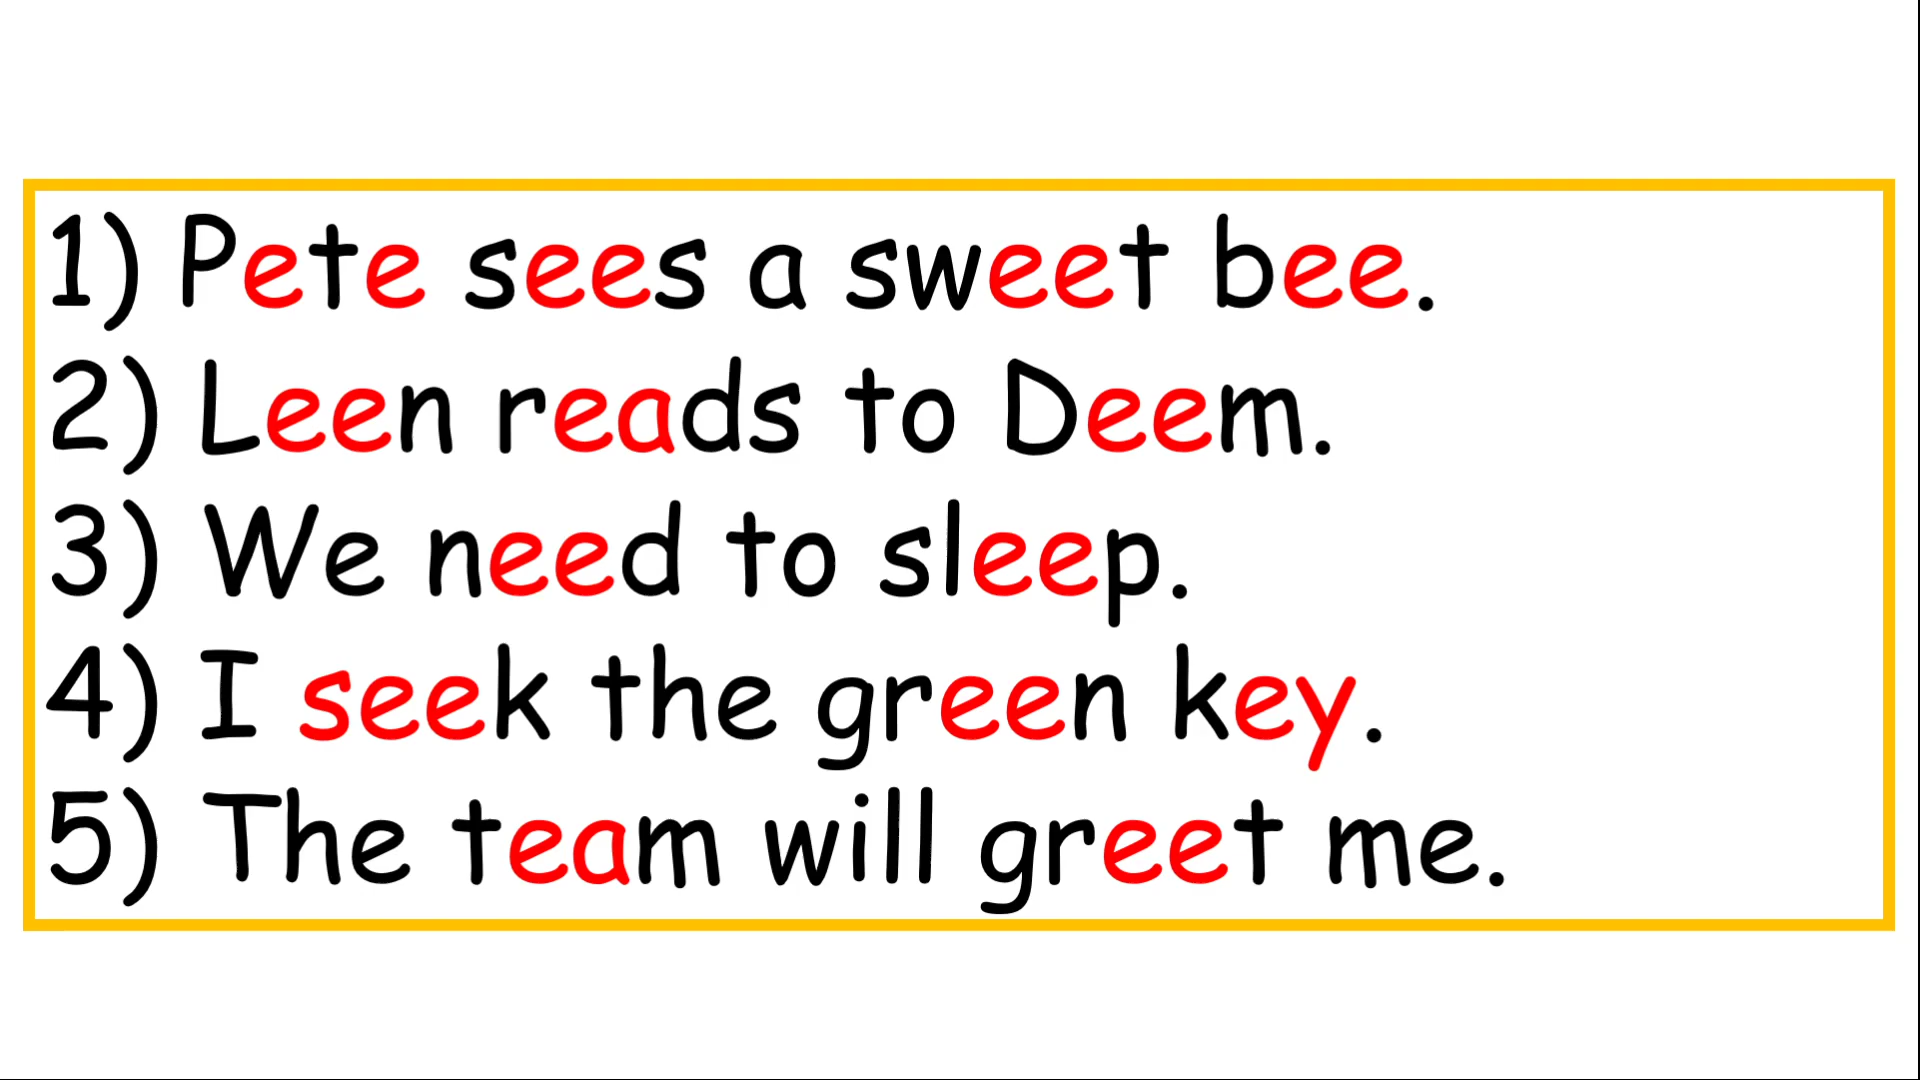 1) Pete sees a sweet bee.
2) Leen reads to Deem.
3) We need to sleep.
4) I seek the green key.
5) The team will greet me.